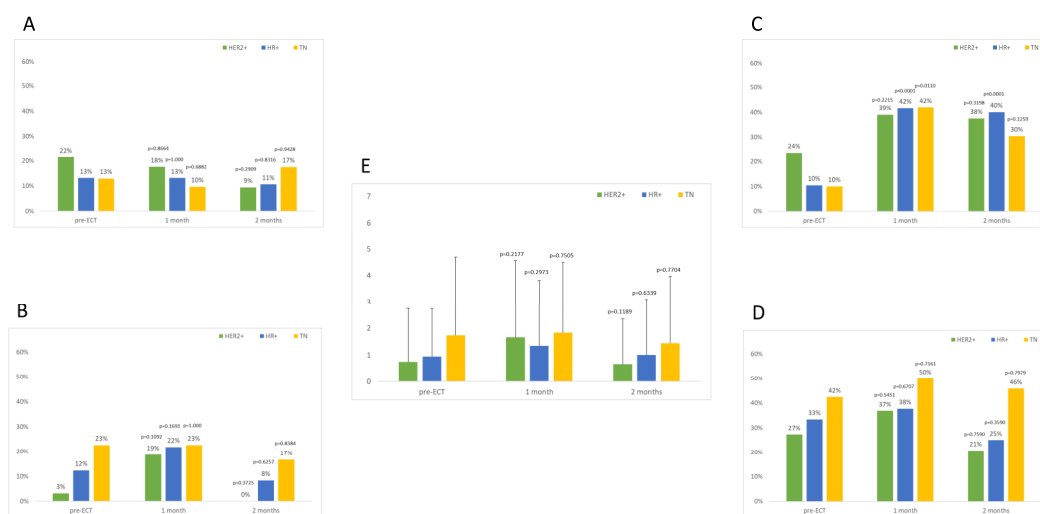 A
HER2+ HR+ TN
60%
50%
40%
30%
20%
10%
0%
22% 13% 13%
p=0.8664 p=1.000 p=0.6882
18% 13% 10%
p=0.2909 p=0.8316 p=0.9428
9% 11% 17%
pre-ECT 1 month 2 months
B
HER2+ HR+ TN
60%
50%
40%
30%
20%
10%
0%
3% 12% 23%
p=0.1092 p=0.1691 p=1.000
19% 22% 23%
p=0.3725 p=0.6257 p=0.8384
0% 8% 17%
pre-ECT 1 month 2 months
E
HER2+ HR+ TN
7
6
5
4
3
2
1
0
p=0.2177 p=0.2973 p=0.7505
p=0.1189 p=0.6339 p=0.7704
pre-ECT 1 month 2 months
C
HER2+ HR+ TN
60%
50%
40%
30%
20%
10%
0%
24% 10% 10%
p=0.2215 p=0.0001 p=0.0110
39% 42% 42%
p=0.3198 p=0.0001 p=0.1259
38% 40% 30%
pre-ECT 1 month 2 months
D
HER2+ HR+ TN
60%
50%
40%
30%
20%
10%
0%
27% 33% 42%
p=0.5451 p=0.6707 p=0.7161
37% 38% 50%
p=0.7590 p=0.3590 p=0.7979
21% 25% 46%
pre-ECT 1 month 2 months